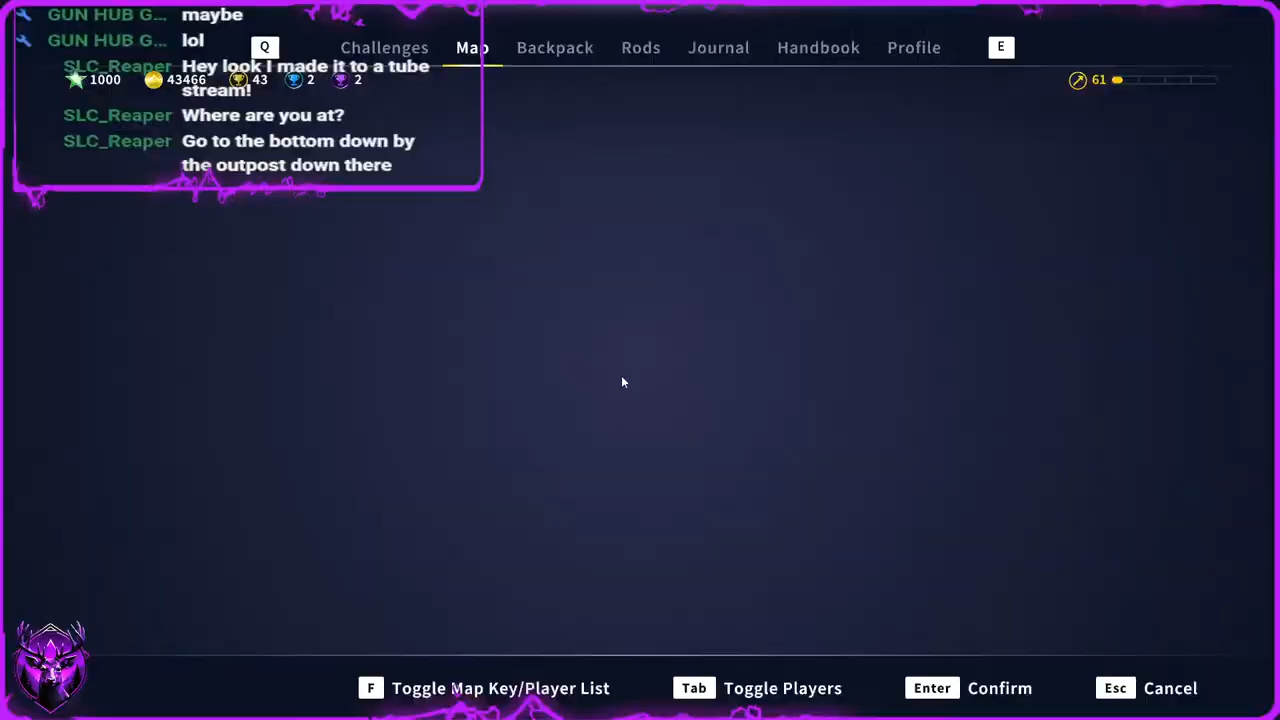 GUN HUB G... maybe
GUN HUB G... lol
SLC_Reaper Hey look I made it to a tube
stream!
SLC_Reaper Where are you at?
SLC_Reaper Go to the bottom down by
the outpost down there
Q Challenges Map Backpack Rods Journal Handbook Profile E
1000 43466 43 2 2 61
F Toggle Map Key/Player List Tab Toggle Players Enter Confirm Esc Cancel